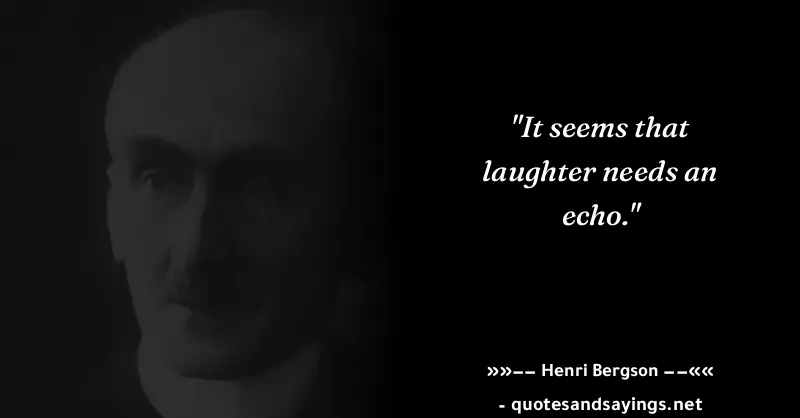 "It seems that
laughter needs an
echo."
»»−− Henri Bergson −−««
- quotesandsayings.net